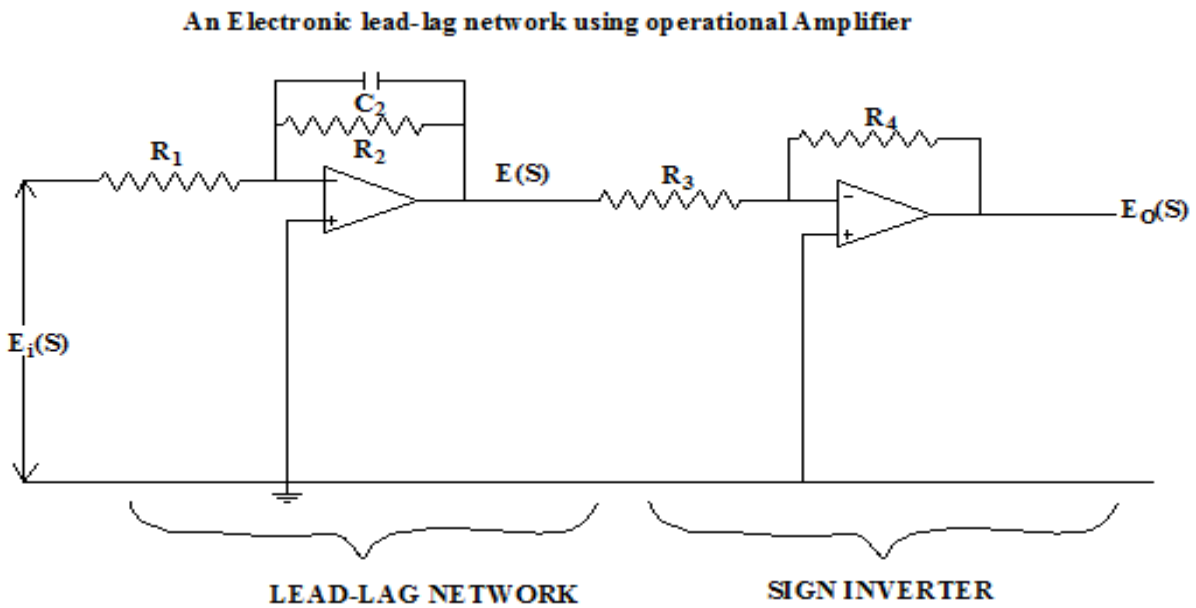 An Electronic lead-lag network using operational Amplifier
C2
R2
R1
R4
R3
E(S)
EO(S)
Ei(S)
LEAD-LAG NETWORK
SIGN INVERTER